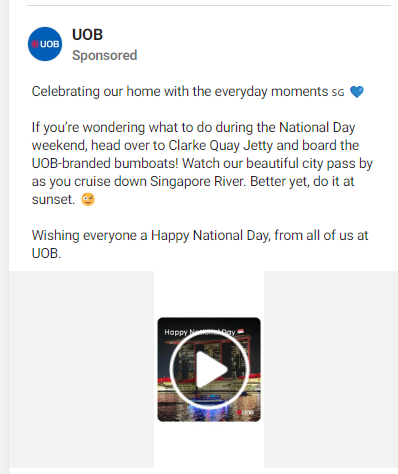 UOB
UOB
Sponsored
Celebrating our home with the everyday moments SG 💙
If you’re wondering what to do during the National Day
weekend, head over to Clarke Quay Jetty and board the
UOB-branded bumboats! Watch our beautiful city pass by
as you cruise down Singapore River. Better yet, do it at
sunset. 😉
Wishing everyone a Happy National Day, from all of us at
UOB.
Happy National Day 🇸🇬
UOB